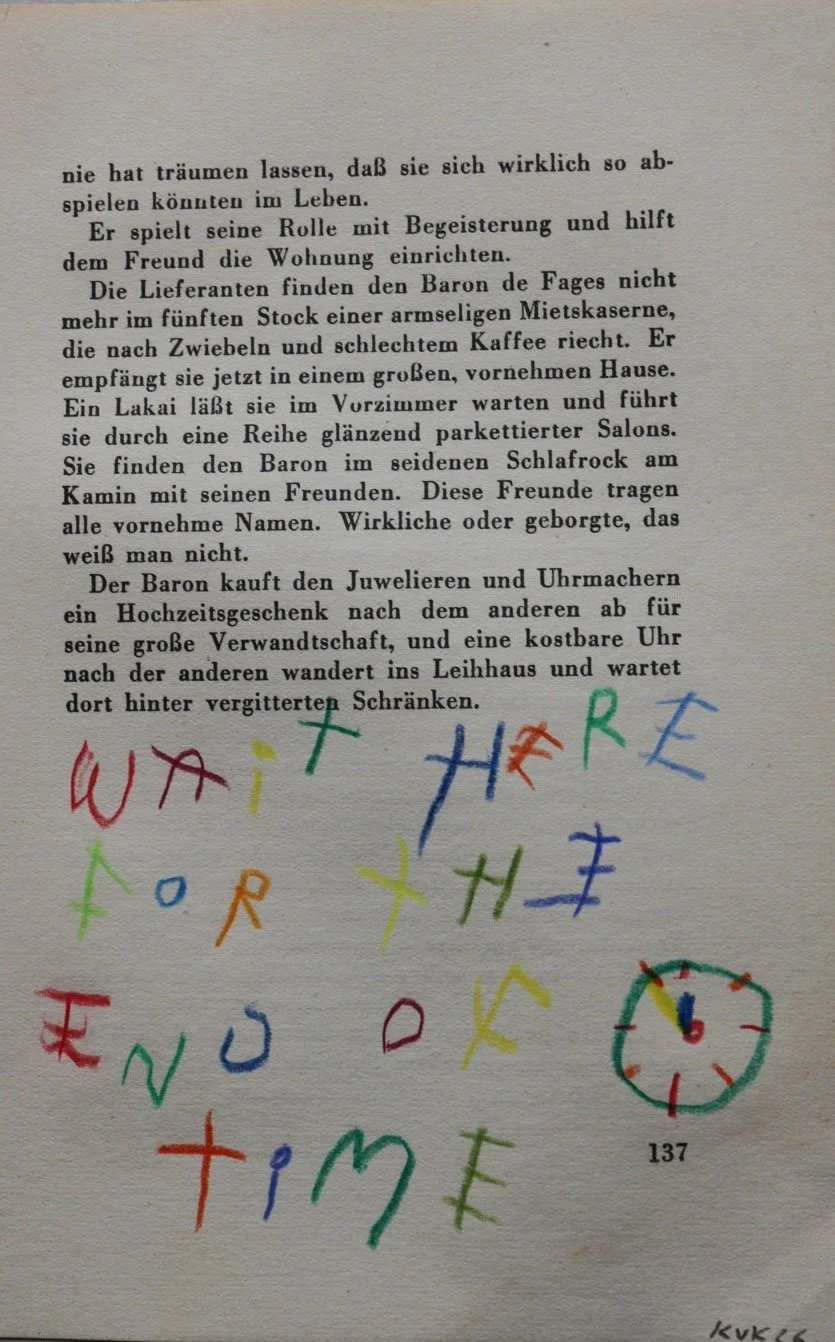 nie hat träumen lassen, daß sie sich wirklich so ab-
spielen könnten im Leben.
Er spielt seine Rolle mit Begeisterung und hilft
dem Freund die Wohnung einrichten.
Die Lieferanten finden den Baron de Fages nicht
mehr im fünften Stock einer armseligen Mietskaserne,
die nach Zwiebeln und schlechtem Kaffee riecht. Er
empfängt sie jetzt in einem großen, vornehmen Hause.
Ein Lakai läßt sie im Vorzimmer warten und führt
sie durch eine Reihe glänzend parkettierter Salons.
Sie finden den Baron im seidenen Schlafrock am
Kamin mit seinen Freunden. Diese Freunde tragen
alle vornehme Namen. Wirkliche oder geborgte, das
weiß man nicht.
Der Baron kauft den Juwelieren und Uhrmachern
ein Hochzeitsgeschenk nach dem anderen ab für
seine große Verwandtschaft, und eine kostbare Uhr
nach der anderen wandert ins Leihhaus und wartet
dort hinter vergitterten Schränken.
WAiT HERE
FOR THE
END OF
TiME
137